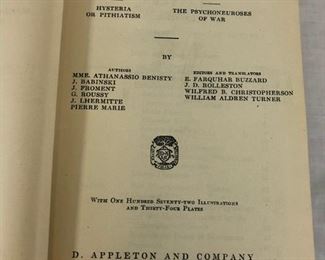 HYSTERIA
OR PITHIATISM
THE PSYCHONEUROSES
OF WAR
BY
AUTHORS
MME. ATHANASSIO BENISTY
J. BABINSKI
J. FROMENT
G. ROUSSY
J. LHERMITTE
PIERRE MARIE
EDITORS AND TRANSLATORS
E. FARQUHAR BUZZARD
J. D. ROLLESTON
WILFRED B. CHRISTOPHERSON
WILLIAM ALDREN TURNER
WITH ONE HUNDRED SEVENTY-TWO ILLUSTRATIONS
AND THIRTY-FOUR PLATES
D. APPLETON AND COMPANY